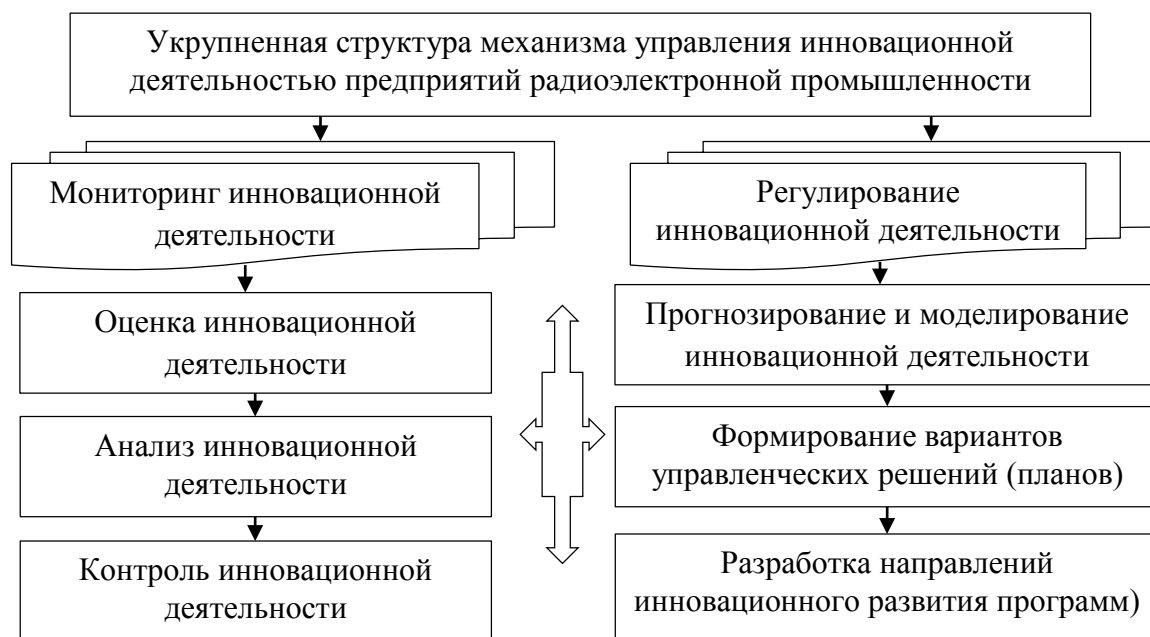 Укрупненная структура механизма управления инновационной
деятельностью предприятий радиоэлектронной промышленности
Мониторинг инновационной
деятельности
Оценка инновационной
деятельности
Анализ инновационной
деятельности
Контроль инновационной
деятельности
Регулирование
инновационной деятельности
Прогнозирование и моделирование
инновационной деятельности
Формирование вариантов
управленческих решений (планов)
Разработка направлений
инновационного развития программ)